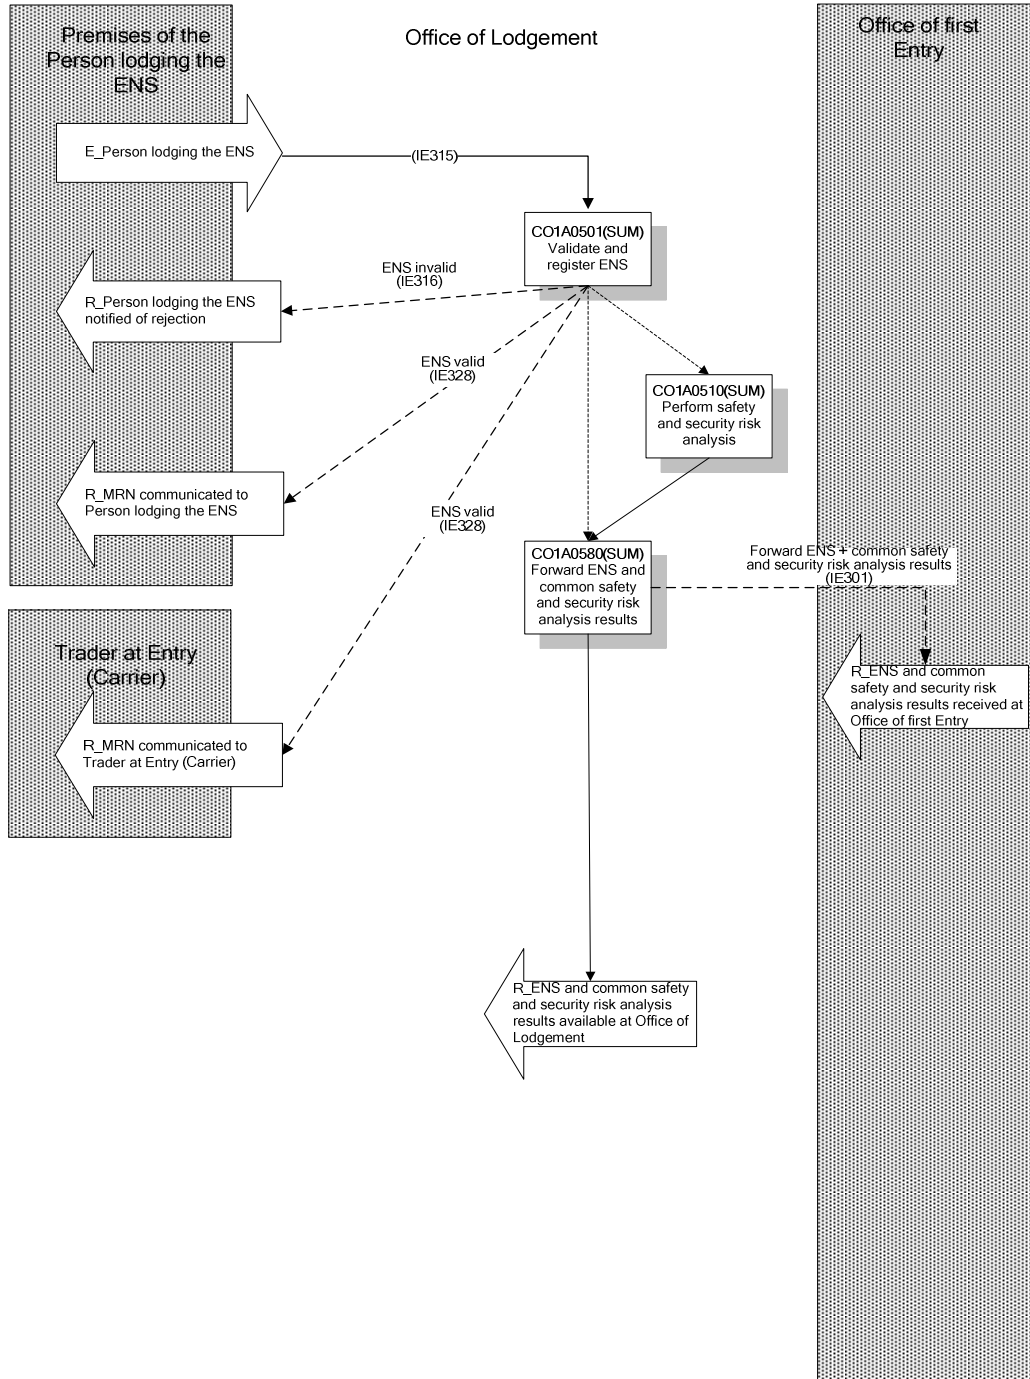 Premises of the
Person lodging the
ENS
Office of Lodgement
Office of first
Entry
E_Person lodging the ENS
(IE315)
CO1A0501(SUM)
Validate and
register ENS
ENS invalid
(IE316)
R_Person lodging the ENS
notified of rejection
ENS valid
(IE328)
CO1A0510(SUM)
Perform safety
and security risk
analysis
R_MRN communicated to
Person lodging the ENS
ENS valid
(IE328)
CO1A0580(SUM)
Forward ENS and
common safety
and security risk
analysis results
Forward ENS + common safety
and security risk analysis results
(IE301)
Trader at Entry
(Carrier)
R_ENS and common
safety and security risk
analysis results received at
Office of first Entry
R_MRN communicated to
Trader at Entry (Carrier)
R_ENS and common safety
and security risk analysis
results available at Office of
Lodgement